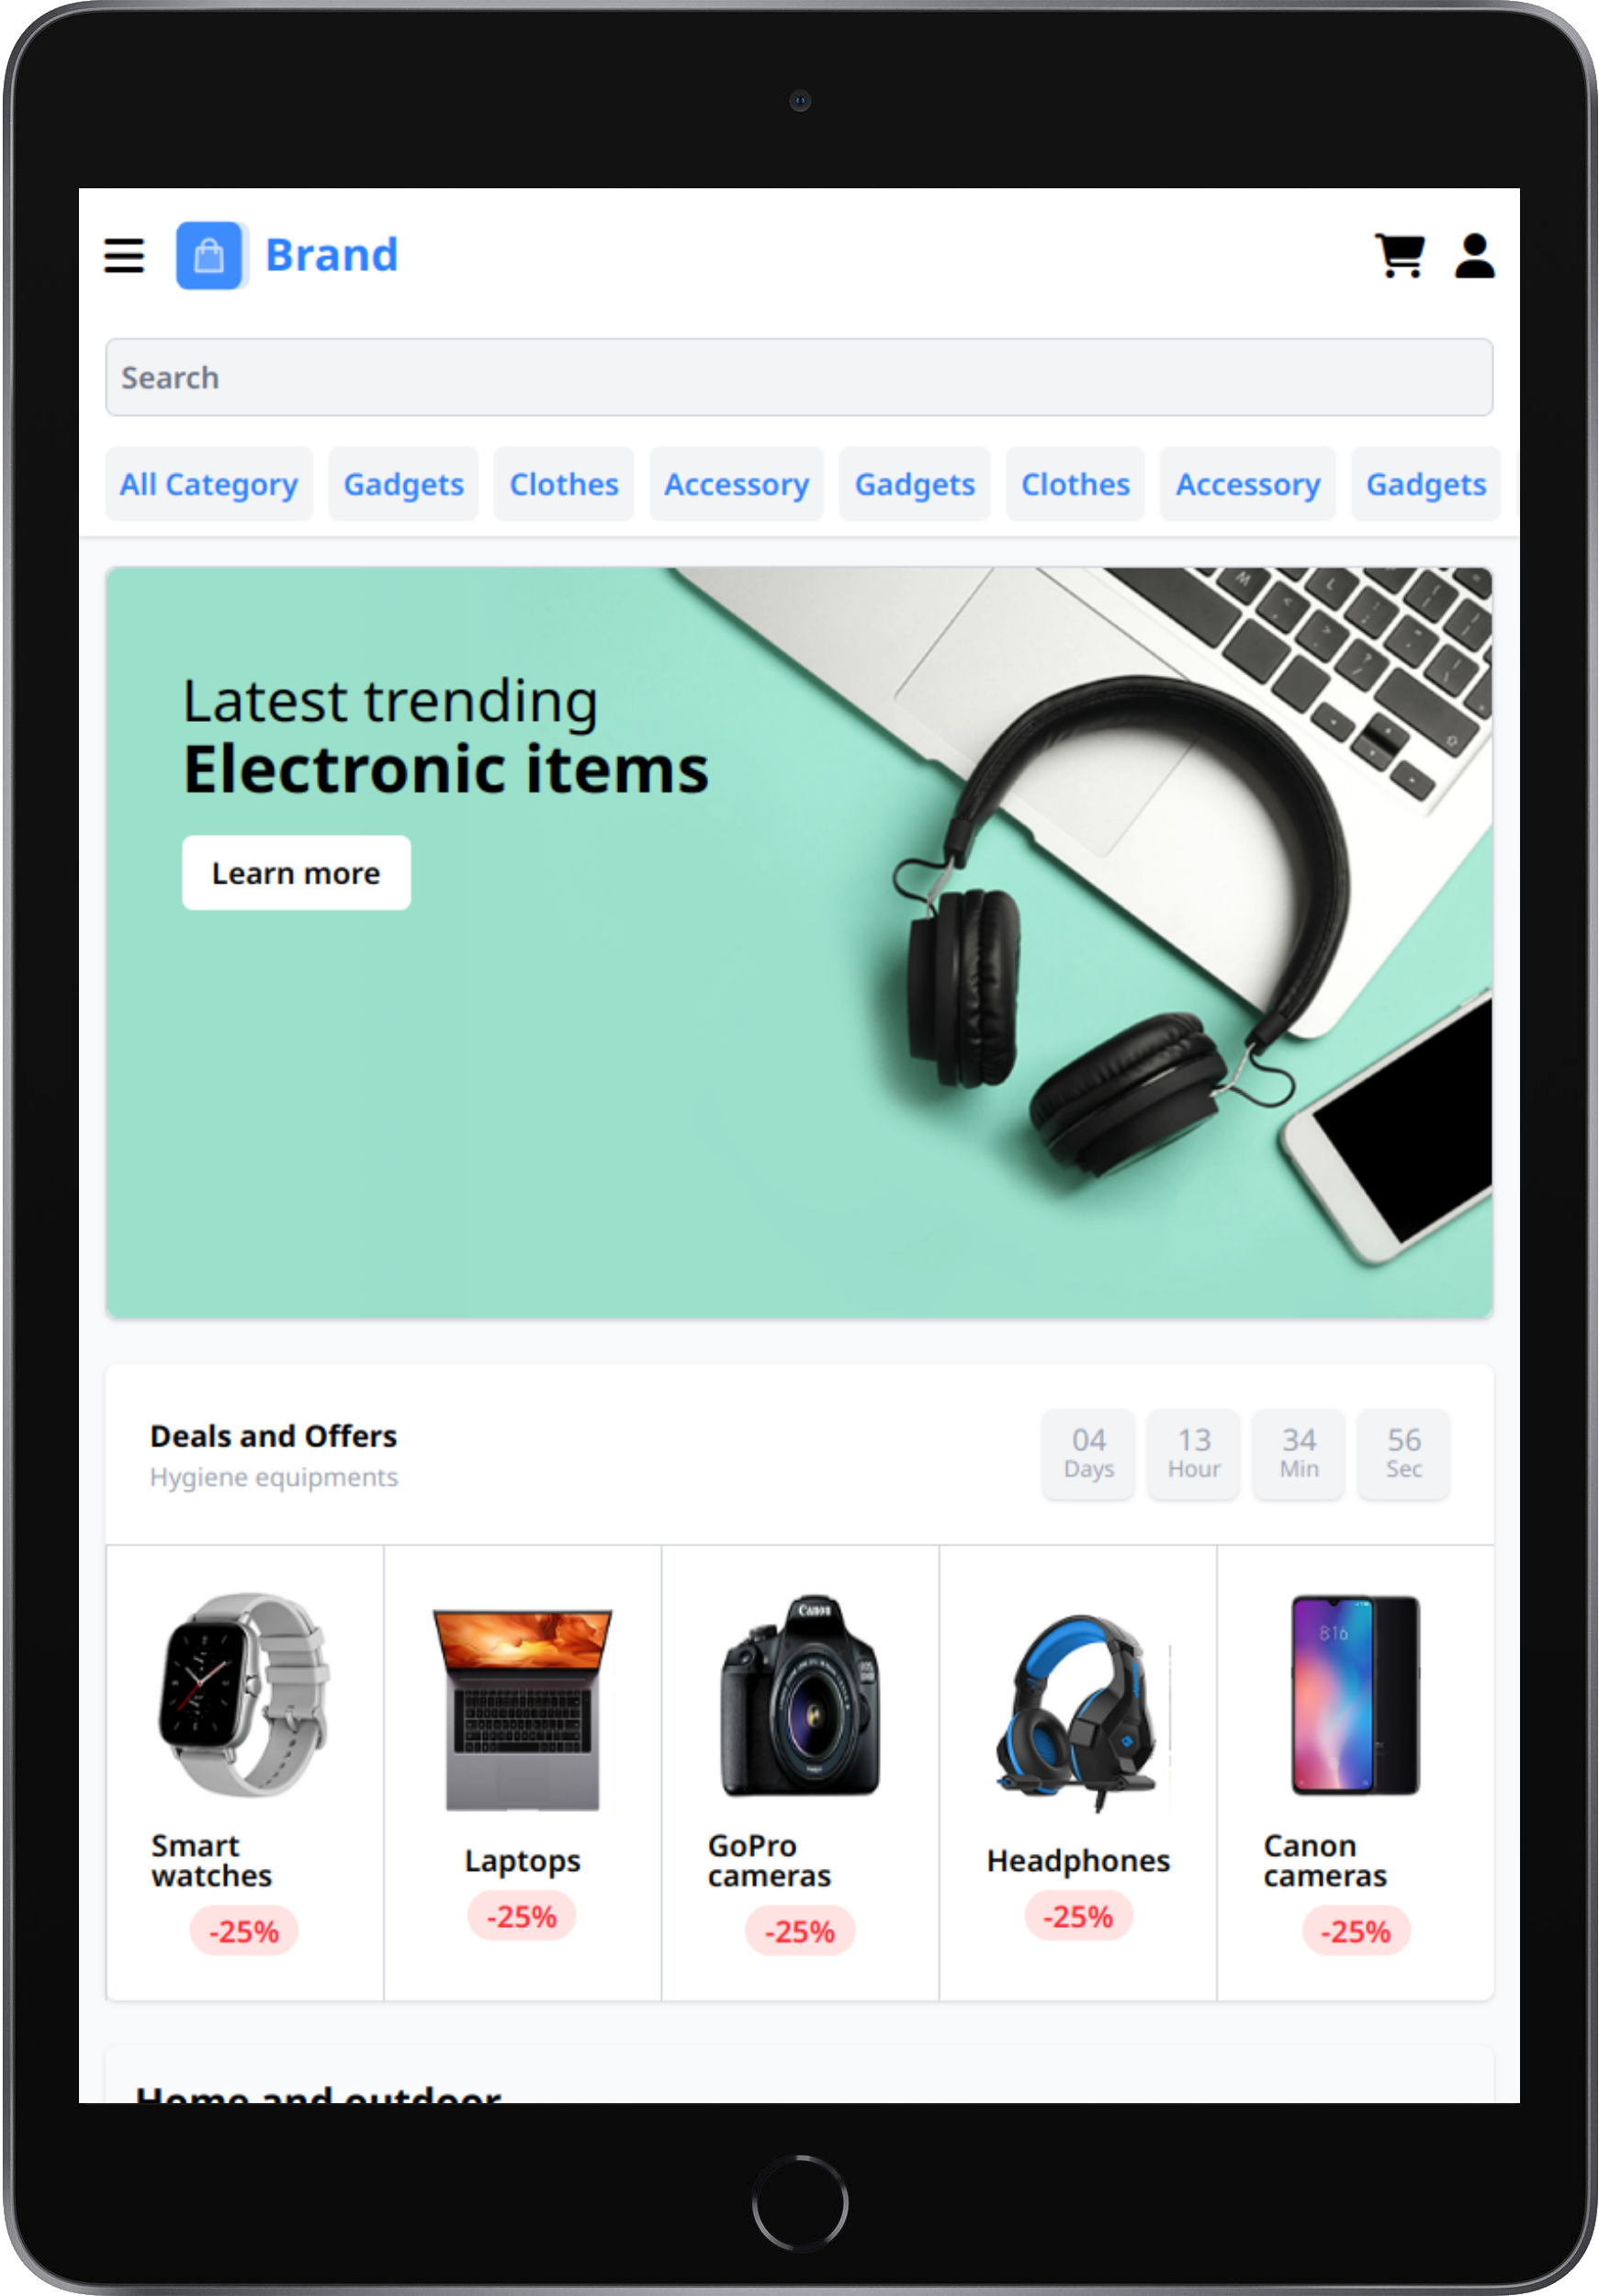 Brand
Search
All Category Gadgets Clothes Accessory Gadgets Clothes Accessory Gadgets
Latest trending
Electronic items
Learn more
Deals and Offers
Hygiene equipments
04 13 34 56
Days Hour Min Sec
Canon
816
Smart
watches
-25%
Laptops
-25%
GoPro
cameras
-25%
Headphones
-25%
Canon
cameras
-25%
Home and outdoor